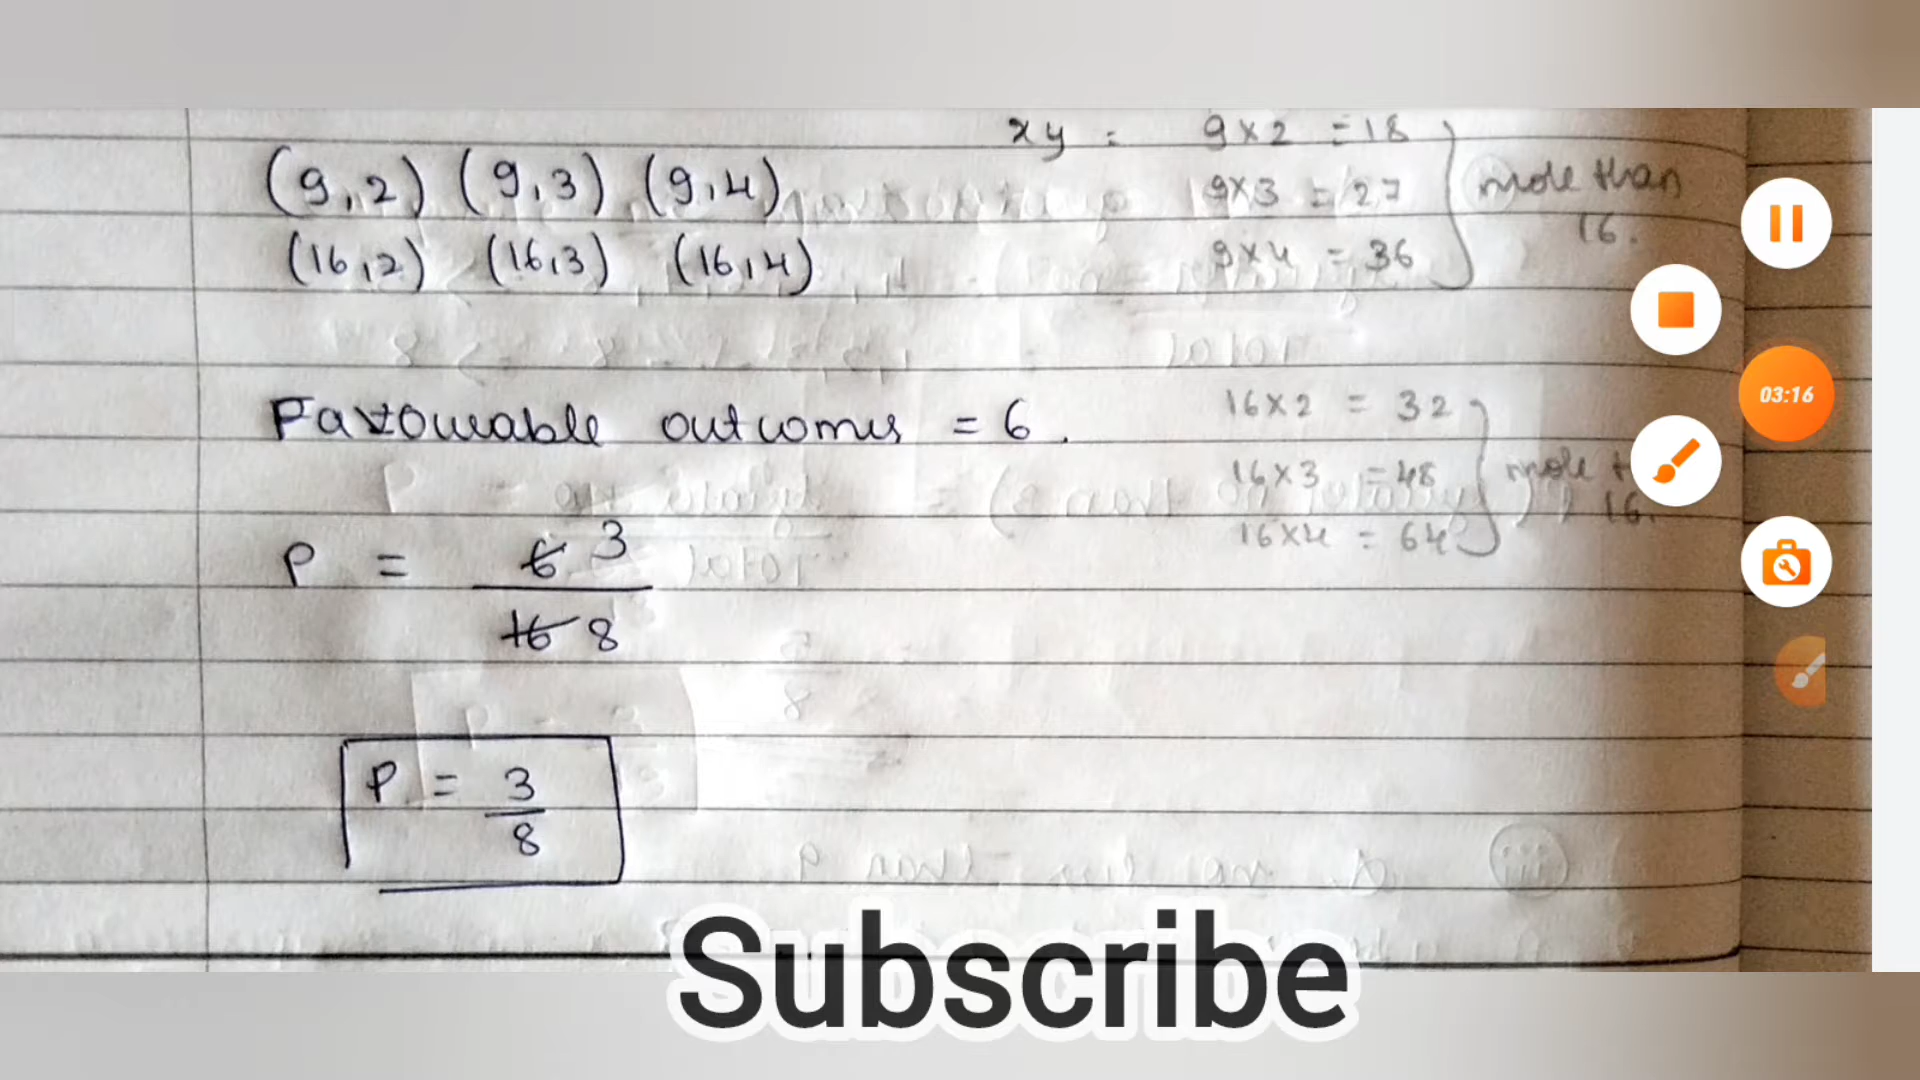 xy = 9×2 = 18
(9,2) (9,3) (9,4)
9×3 = 27
more than
16.
(16,2) (16,3) (16,4)
9×4 = 36
Favourable outcomes = 6.
16×2 = 32
16×3 = 48
more t
16.
16×4 = 64
P = 6 3
16 8
P = 3
8
03:16
Subscribe